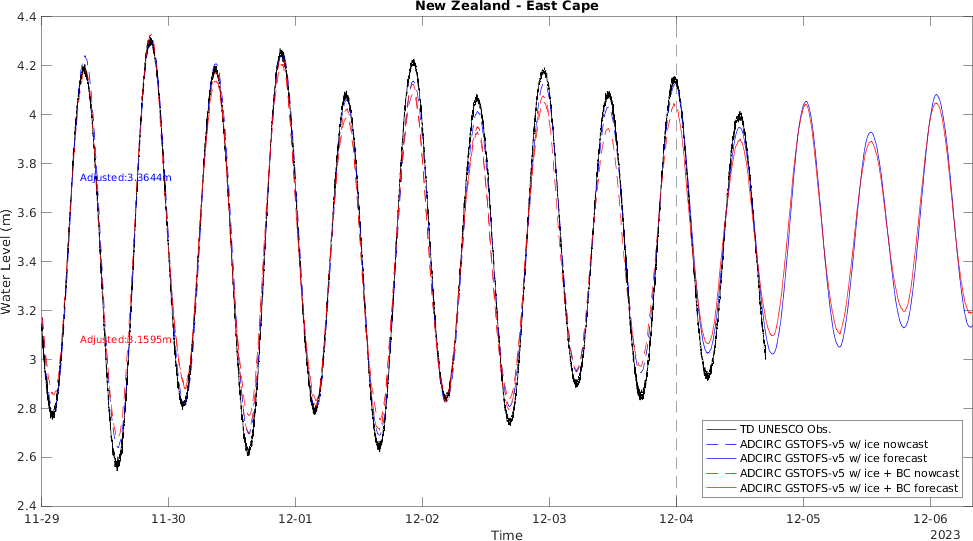 New Zealand - East Cape
4.4
4.2
4
3.8
3.6
3.4
3.2
3
2.8
2.6
2.4
Water Level (m)
Adjusted:3.3644m
Adjusted:3.1595m
TD UNESCO Obs.
ADCIRC GSTOFS-v5 w/ ice nowcast
ADCIRC GSTOFS-v5 w/ ice forecast
ADCIRC GSTOFS-v5 w/ ice + BC nowcast
ADCIRC GSTOFS-v5 w/ ice + BC forecast
11-29 11-30 12-01 12-02 12-03 12-04 12-05 12-06
Time
2023